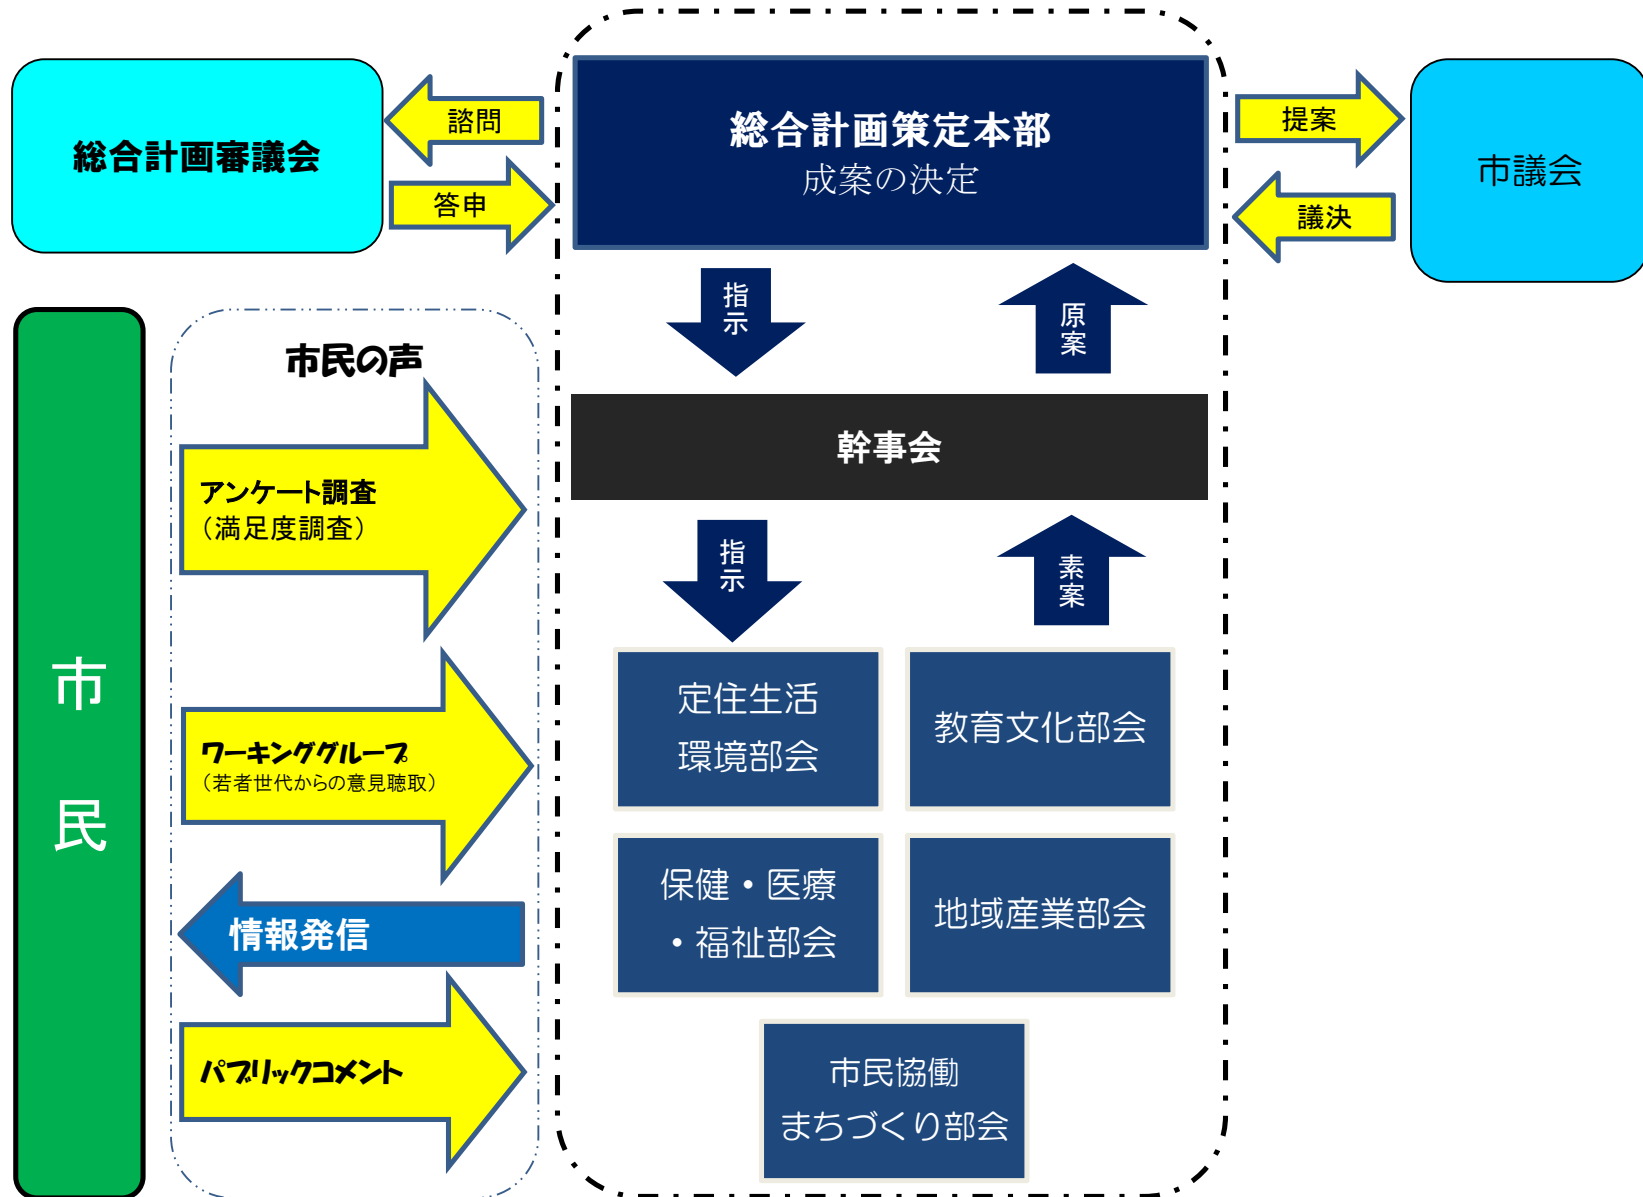 総合計画審議会
諮問
答申
総合計画策定本部
成案の決定
提案
議決
市議会
指示
原案
幹事会
指示
素案
定住生活
環境部会
教育文化部会
保健・医療
・福祉部会
地域産業部会
市民協働
まちづくり部会
市民
市民の声
アンケート調査
（満足度調査）
ワーキンググループ
（若者世代からの意見聴取）
情報発信
パブリックコメント